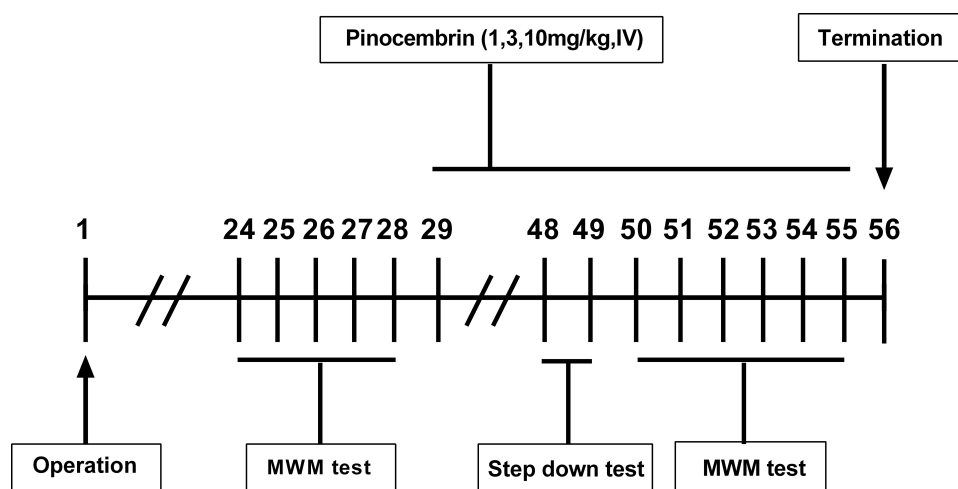 Pinocembrin (1,3,10mg/kg,IV)
Termination
1 24 25 26 27 28 29 48 49 50 51 52 53 54 55 56
Operation
MWM test
Step down test
MWM test